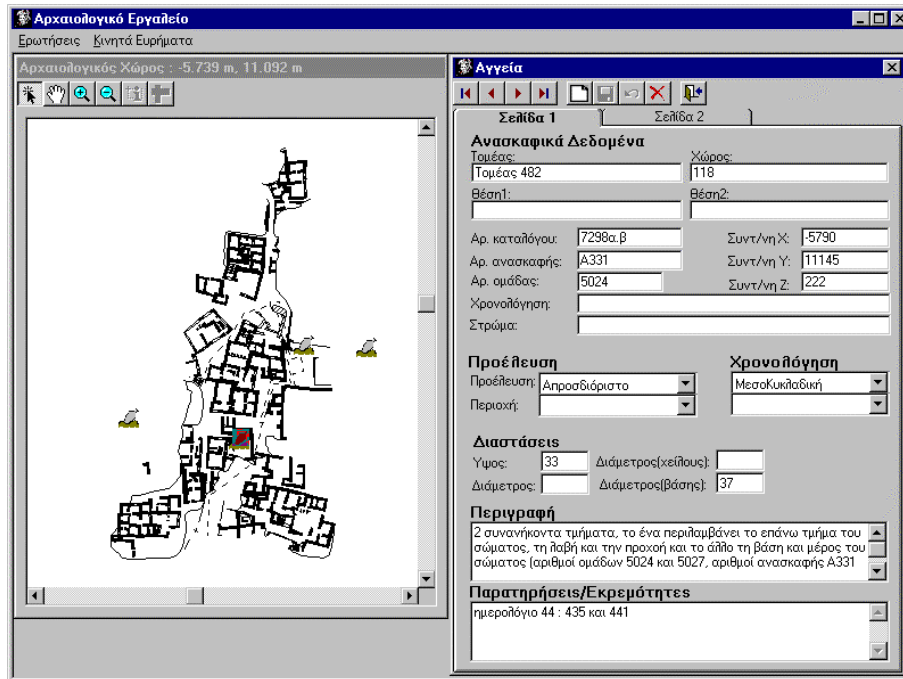 Αρχαιολογικό Εργαλείο
Ερωτήσεις Κινητά Ευρήματα
Αρχαιολογικός Χώρος : -5.739 m, 11.092 m
Αγγεία
Σελίδα 1 Σελίδα 2
Ανασκαφικά Δεδομένα
Τομέας: Χώρος:
Τομέας 482 118
Θέση1: Θέση2:
Αρ. καταλόγου: 7298α.β Συντ/νη Χ: -5790
Αρ. ανασκαφής: Α331 Συντ/νη Υ: 11145
Αρ. ομάδας: 5024 Συντ/νη Ζ: 222
Χρονολόγηση:
Στρώμα:
Προέλευση Χρονολόγηση
Προέλευση: Απροσδιόριστο ΜεσοΚυκλαδική
Περιοχή:
Διαστάσεις
Υψος: 33 Διάμετρος(χείλους):
Διάμετρος: Διάμετρος(βάσης): 37
Περιγραφή
2 συνανήκοντα τμήματα, το ένα περιλαμβάνει το επάνω τμήμα του
σώματος, τη λαβή και την προχοή και το άλλο τη βάση και μέρος του
σώματος (αριθμοί ομάδων 5024 και 5027, αριθμοί ανασκαφής Α331
Παρατηρήσεις/Εκρεμότητες
ημερολόγιο 44 : 435 και 441